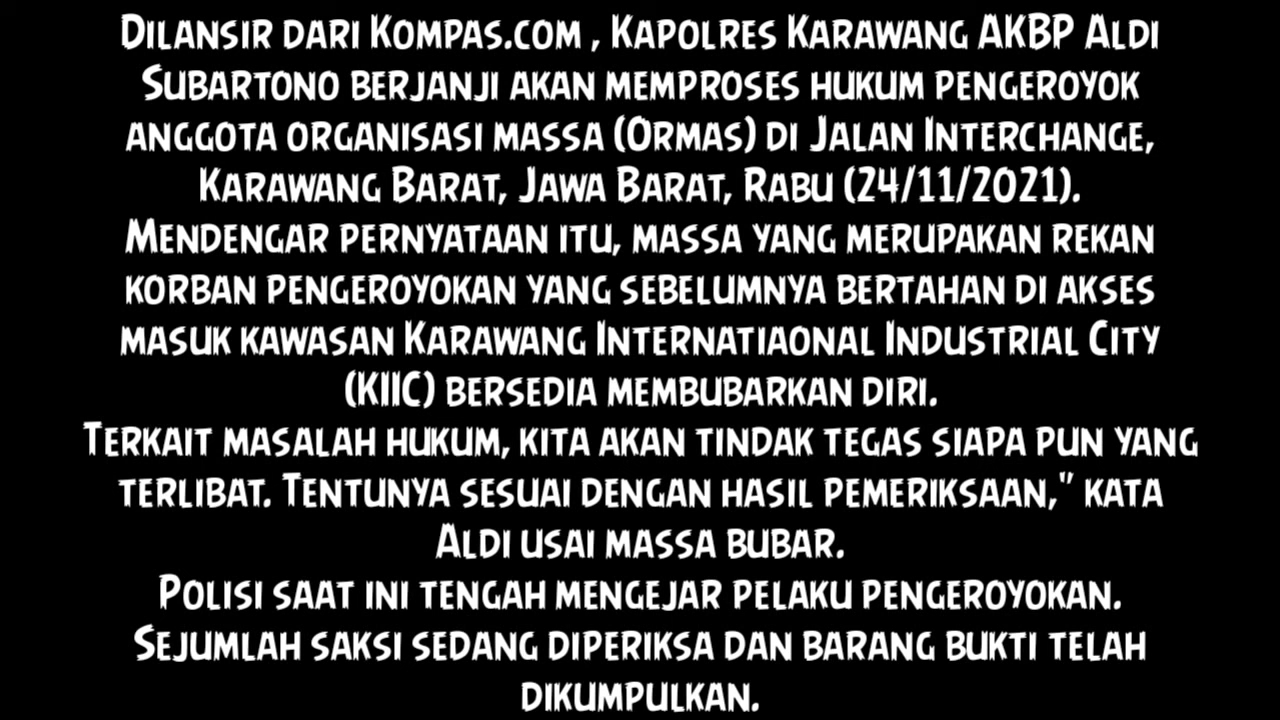 Dilansir dari Kompas.com , Kapolres Karawang AKBP Aldi
Subartono berjanji akan memproses hukum pengeroyok
anggota organisasi massa (Ormas) di Jalan Interchange,
Karawang Barat, Jawa Barat, Rabu (24/11/2021).
Mendengar pernyataan itu, massa yang merupakan rekan
korban pengeroyokan yang sebelumnya bertahan di akses
masuk kawasan Karawang Internatiaonal Industrial City
(KIIC) bersedia membubarkan diri.
Terkait masalah hukum, kita akan tindak tegas siapa pun yang
terlibat. Tentunya sesuai dengan hasil pemeriksaan," kata
Aldi usai massa bubar.
Polisi saat ini tengah mengejar pelaku pengeroyokan.
Sejumlah saksi sedang diperiksa dan barang bukti telah
dikumpulkan.